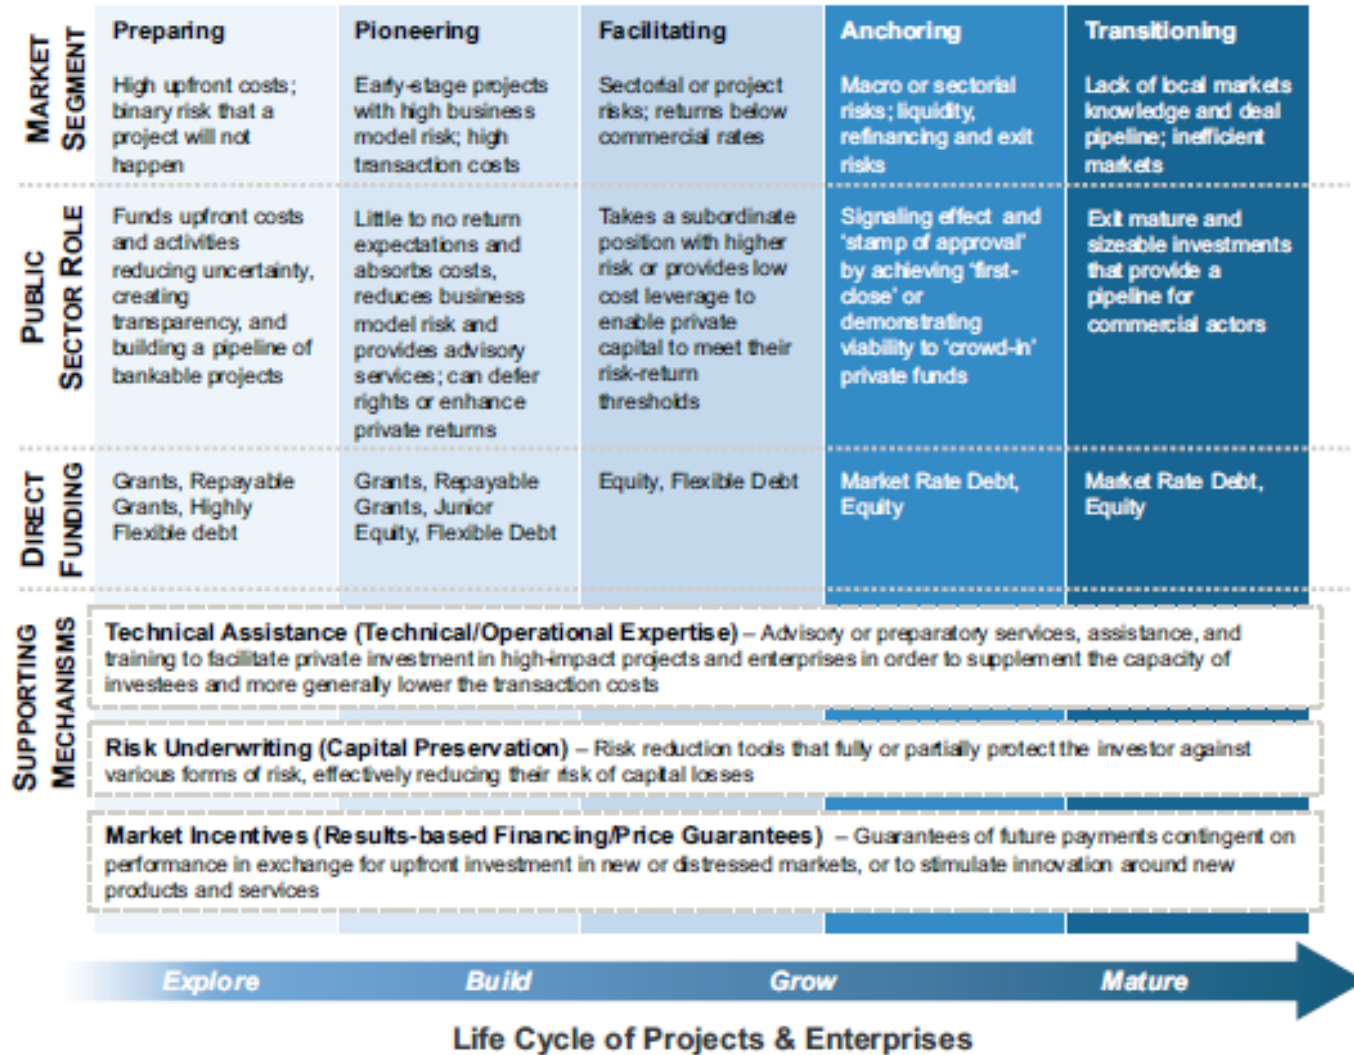 MARKET
SEGMENT
Preparing
High upfront costs;
binary risk that a
project will not
happen
Pioneering
Early-stage projects
with high business
model risk; high
transaction costs
Facilitating
Sectorial or project
risks; returns below
commercial rates
Anchoring
Macro or sectorial
risks; liquidity,
refinancing and exit
risks
Transitioning
Lack of local markets
knowledge and deal
pipeline; inefficient
markets
PUBLIC
SECTOR ROLE
Funds upfront costs
and activities
reducing uncertainty,
creating
transparency, and
building a pipeline of
bankable projects
Little to no return
expectations and
absorbs costs,
reduces business
model risk and
provides advisory
services; can defer
rights or enhance
private returns
Takes a subordinate
position with higher
risk or provides low
cost leverage to
enable private
capital to meet their
risk-return
thresholds
Signaling effect and
'stamp of approval'
by achieving 'first-
close' or
demonstrating
viability to 'crowd-in'
private funds
Exit mature and
sizeable investments
that provide a
pipeline for
commercial actors
DIRECT
FUNDING
Grants, Repayable
Grants, Highly
Flexible debt
Grants, Repayable
Grants, Junior
Equity, Flexible Debt
Equity, Flexible Debt
Market Rate Debt,
Equity
Market Rate Debt,
Equity
SUPPORTING
MECHANISMS
Technical Assistance (Technical/Operational Expertise) – Advisory or preparatory services, assistance, and
training to facilitate private investment in high-impact projects and enterprises in order to supplement the capacity of
investees and more generally lower the transaction costs
Risk Underwriting (Capital Preservation) – Risk reduction tools that fully or partially protect the investor against
various forms of risk, effectively reducing their risk of capital losses
Market Incentives (Results-based Financing/Price Guarantees) – Guarantees of future payments contingent on
performance in exchange for upfront investment in new or distressed markets, or to stimulate innovation around new
products and services
Explore
Build
Grow
Mature
Life Cycle of Projects & Enterprises